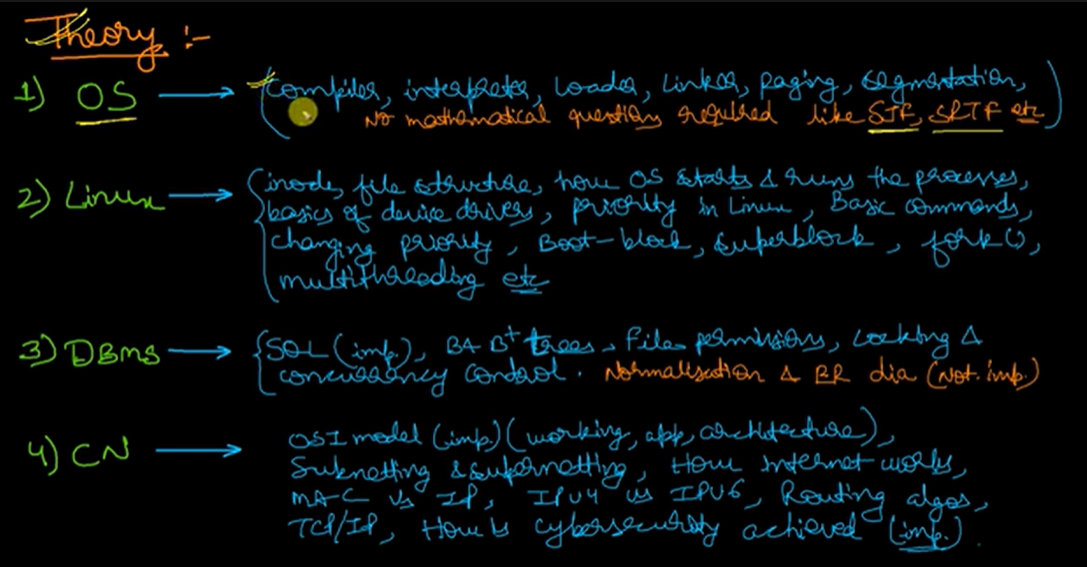 Theory :-
1) OS → (compiler, interpreter, Loader, Linker, paging, segmentation,
No mathematical questions required like SJF, SRTF etc)
2) Linux → (inode, file structure, how OS starts & runs the processes,
basics of device drivers, priority in Linux, Basic commands,
changing priority, Boot-block, superblock, fork(),
multithreading etc
3) DBMS → {SQL (imp.), B & B+ trees, File permissions, Locking &
concurrency control. Normalisation & ER dia (Not. imp.)
4) CN → OSI model (imp.) (working, app, architecture),
Subnetting & supernetting, How internet works,
MAC vs IP, IPV4 vs IPV6, Routing algos,
TCP/IP, How is cybersecurity achieved (imp.).